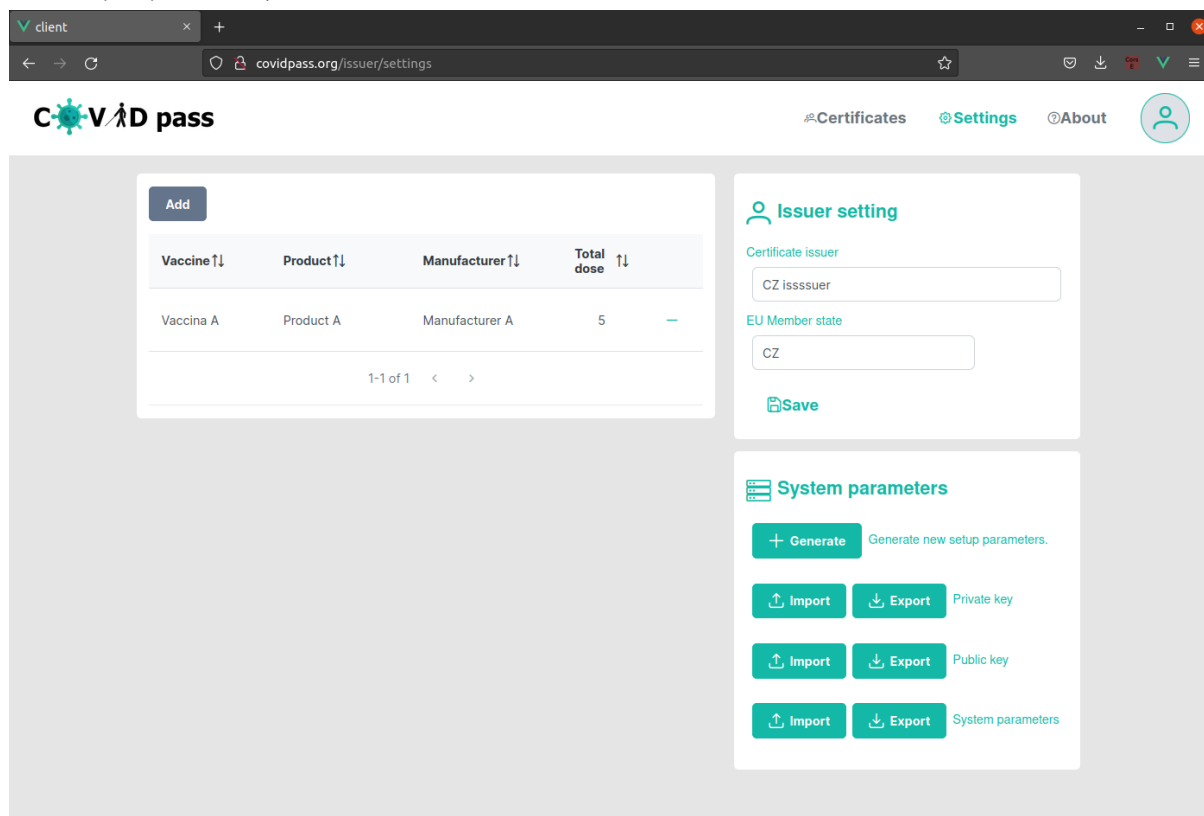 client
covidpass.org/issuer/settings
COVID pass
Certificates
Settings
About
Add
Vaccine
Product
Manufacturer
Total dose
Vaccina A
Product A
Manufacturer A
5
1-1 of 1
Issuer setting
Certificate issuer
CZ isssssuer
EU Member state
CZ
Save
System parameters
Generate
Generate new setup parameters.
Import
Export
Private key
Import
Export
Public key
Import
Export
System parameters